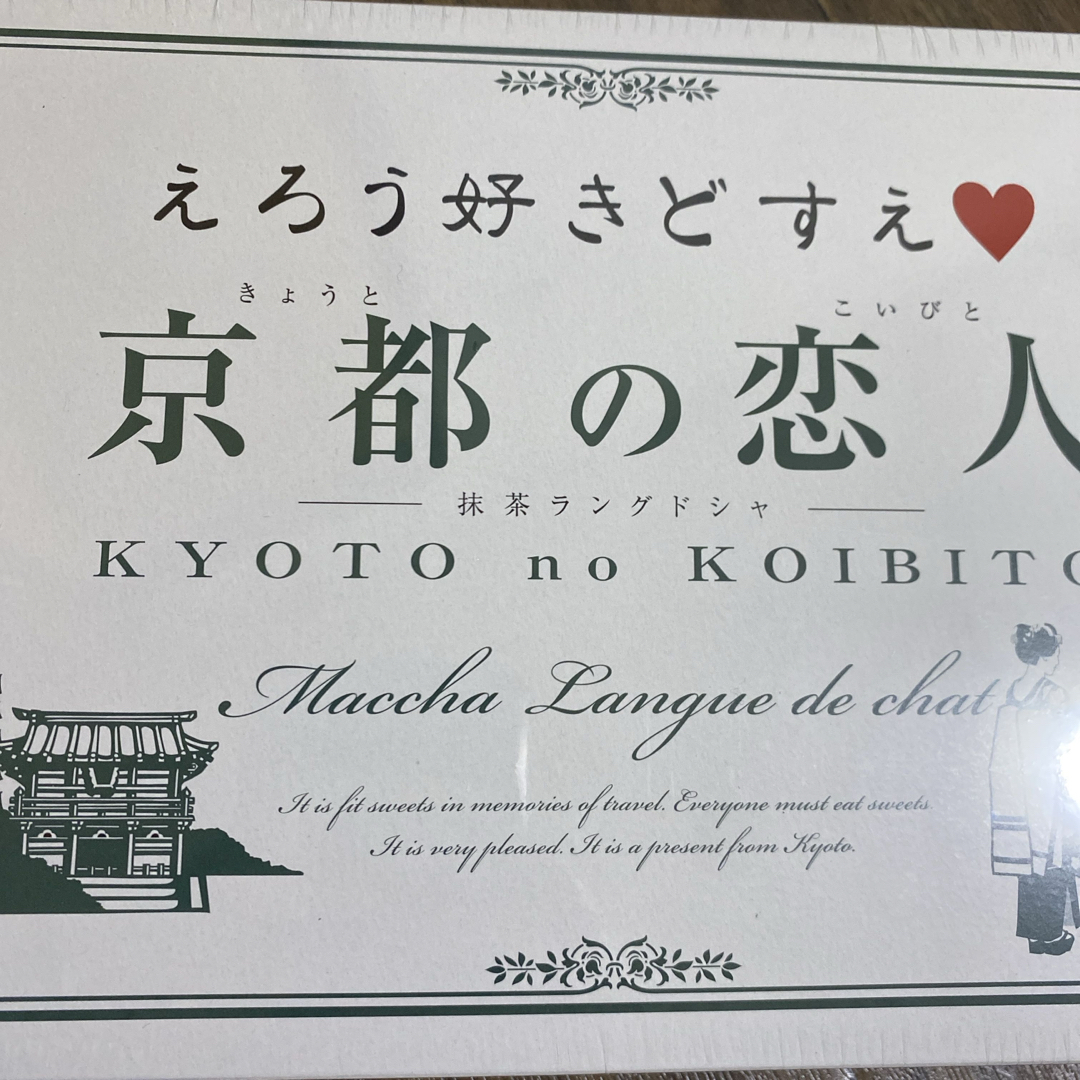 えろう好きどすえ♥
きょうと こいびと
京都の恋人
抹茶ラングドシャ
KYOTO no KOIBITO
Maccha Langue de chat
It is fit sweets in memories of travel. Everyone must eat sweets.
It is very pleased. It is a present from Kyoto.